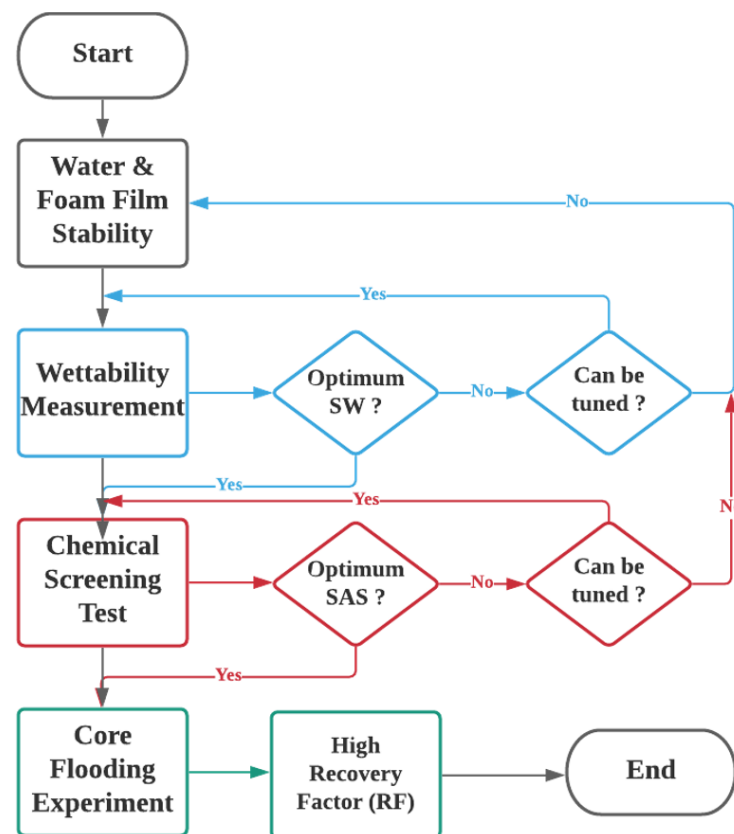 Start
Water &
Foam Film
Stability
No
Yes
Wettability
Measurement
Optimum
SW ?
No
Can be
tuned ?
Yes
Yes
Chemical
Screening
Test
Optimum
SAS ?
No
Can be
tuned ?
N
Yes
Core
Flooding
Experiment
High
Recovery
Factor (RF)
End